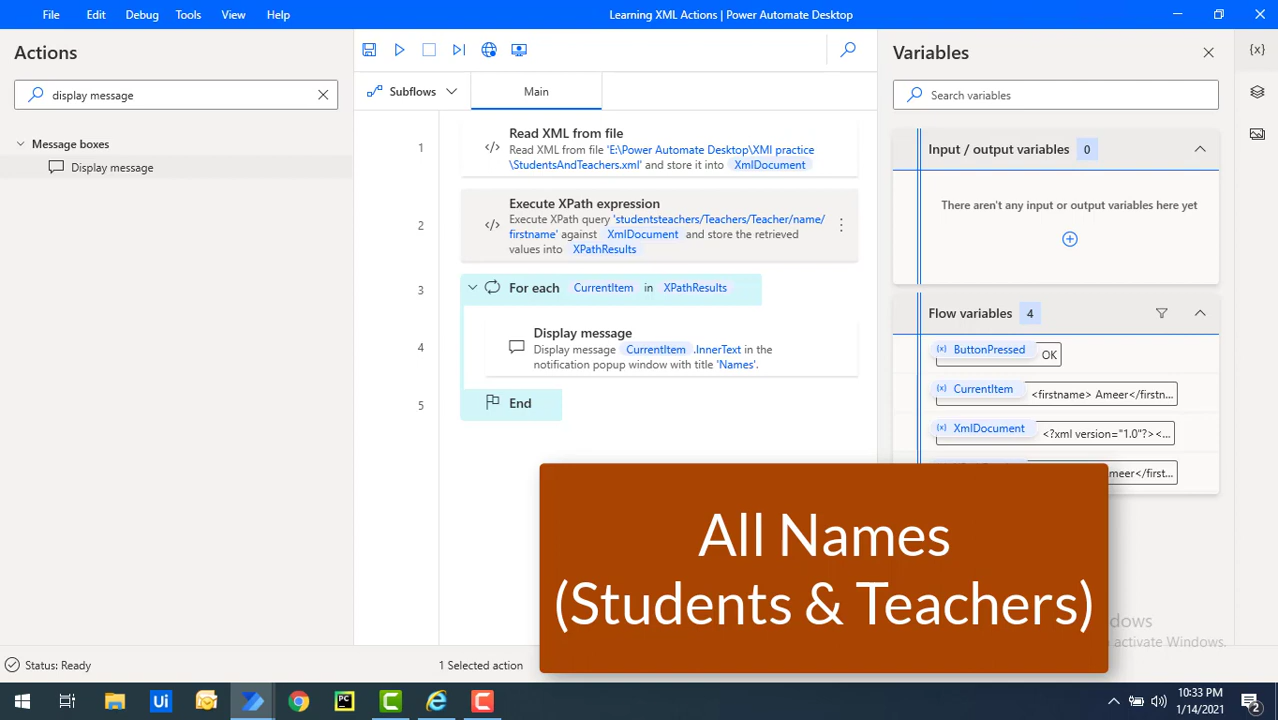 File Edit Debug Tools View Help
Learning XML Actions | Power Automate Desktop
Actions
display message
Message boxes
Display message
Subflows
Main
1
Read XML from file
Read XML from file 'E:\Power Automate Desktop\XMl practice
\StudentsAndTeachers.xml' and store it into XmlDocument
2
Execute XPath expression
Execute XPath query 'studentsteachers/Teachers/Teacher/name/
firstname' against XmlDocument and store the retrieved
values into XPathResults
3
For each CurrentItem in XPathResults
4
Display message
Display message CurrentItem .InnerText in the
notification popup window with title 'Names'.
5
End
Variables
{x}
Search variables
Input / output variables 0
There aren't any input or output variables here yet
Flow variables 4
(x) ButtonPressed OK
(x) CurrentItem <firstname> Ameer</firstn...
(x) XmlDocument <?xml version="1.0"?><...
meer</first...
All Names
(Students & Teachers)
dows
activate Windows.
Status: Ready
1 Selected action
Ui
PC
10:33 PM
1/14/2021
2